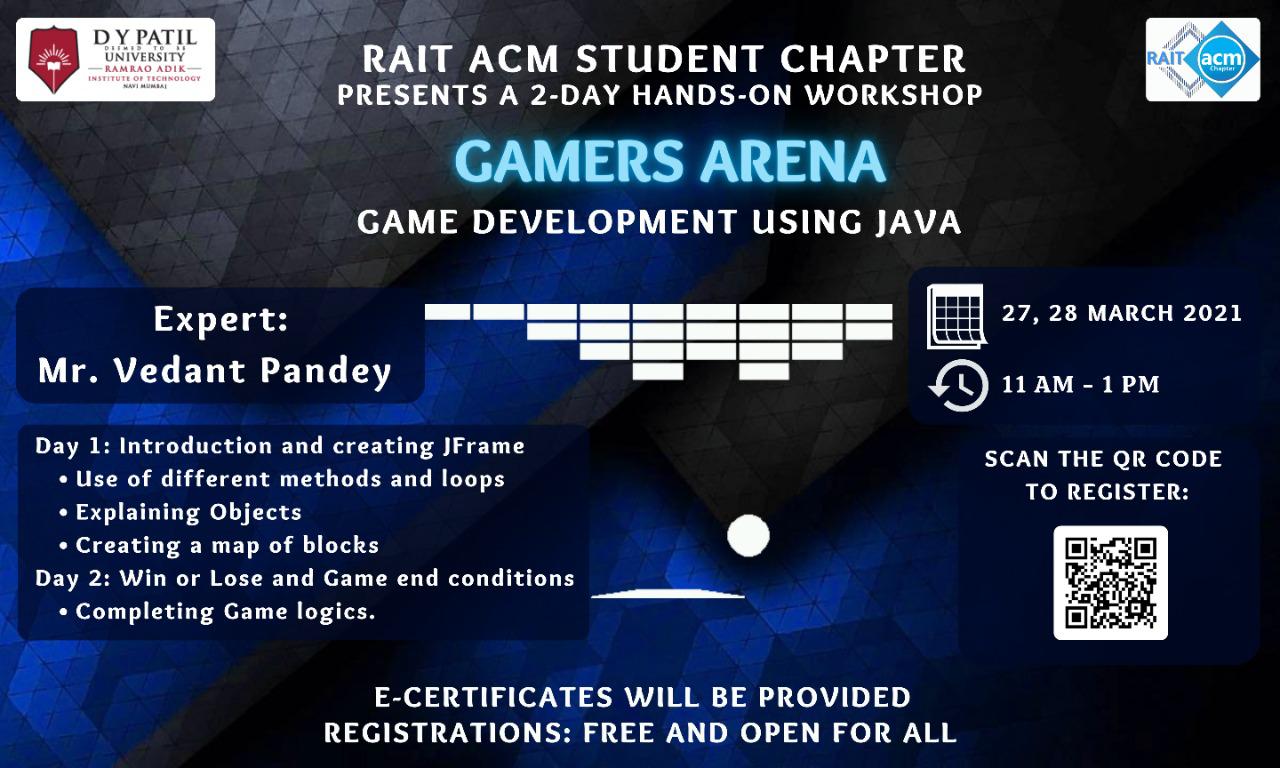 D Y PATIL
DEEMED TO BE
UNIVERSITY
RAMRAO ADIK
INSTITUTE OF TECHNOLOGY
NAVI MUMBAI
RAIT acm
Chapter
RAIT ACM STUDENT CHAPTER
PRESENTS A 2-DAY HANDS-ON WORKSHOP
GAMERS ARENA
GAME DEVELOPMENT USING JAVA
Expert:
Mr. Vedant Pandey
27, 28 MARCH 2021
11 AM - 1 PM
Day 1: Introduction and creating JFrame
• Use of different methods and loops
• Explaining Objects
• Creating a map of blocks
Day 2: Win or Lose and Game end conditions
• Completing Game logics.
SCAN THE QR CODE
TO REGISTER:
E-CERTIFICATES WILL BE PROVIDED
REGISTRATIONS: FREE AND OPEN FOR ALL